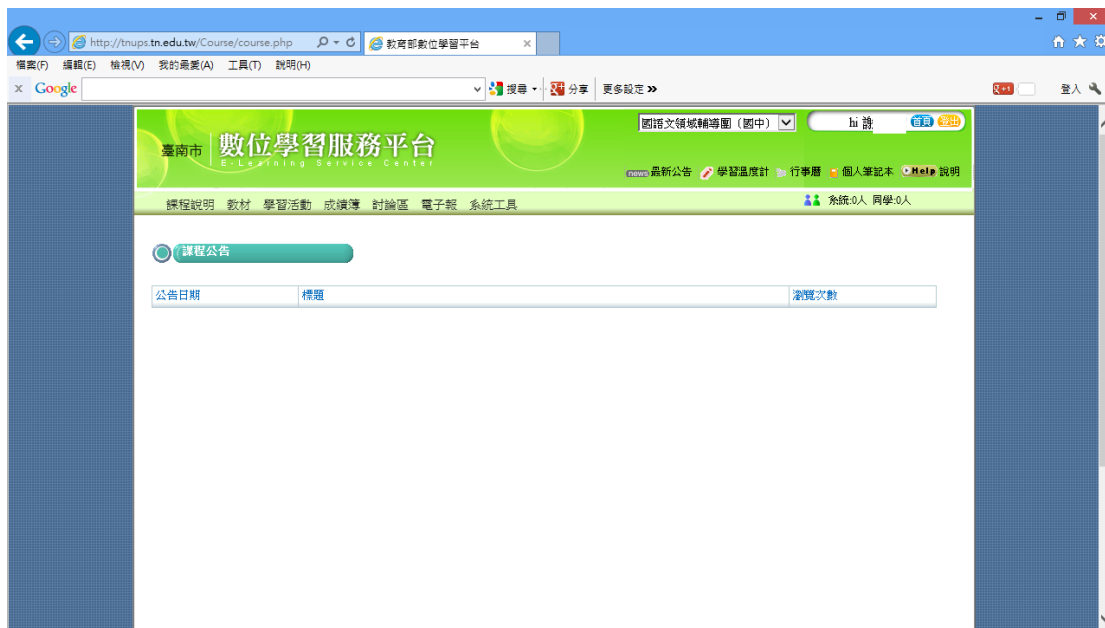 http://tnups.tn.edu.tw/Course/course.php 教育部數位學習平台
檔案(F) 編輯(E) 檢視(V) 我的最愛(A) 工具(T) 說明(H)
x Google 搜尋 分享 更多設定 » +1 登入
國語文領域輔導團（國中） hi 首頁 登出
臺南市 數位學習服務平台
E-Learning Service Center
news 最新公告 學習溫度計 行事曆 個人筆記本 Help 說明
課程說明 教材 學習活動 成績簿 討論區 電子報 系統工具 系統:0人 同學:0人
課程公告
公告日期 標題 瀏覽次數